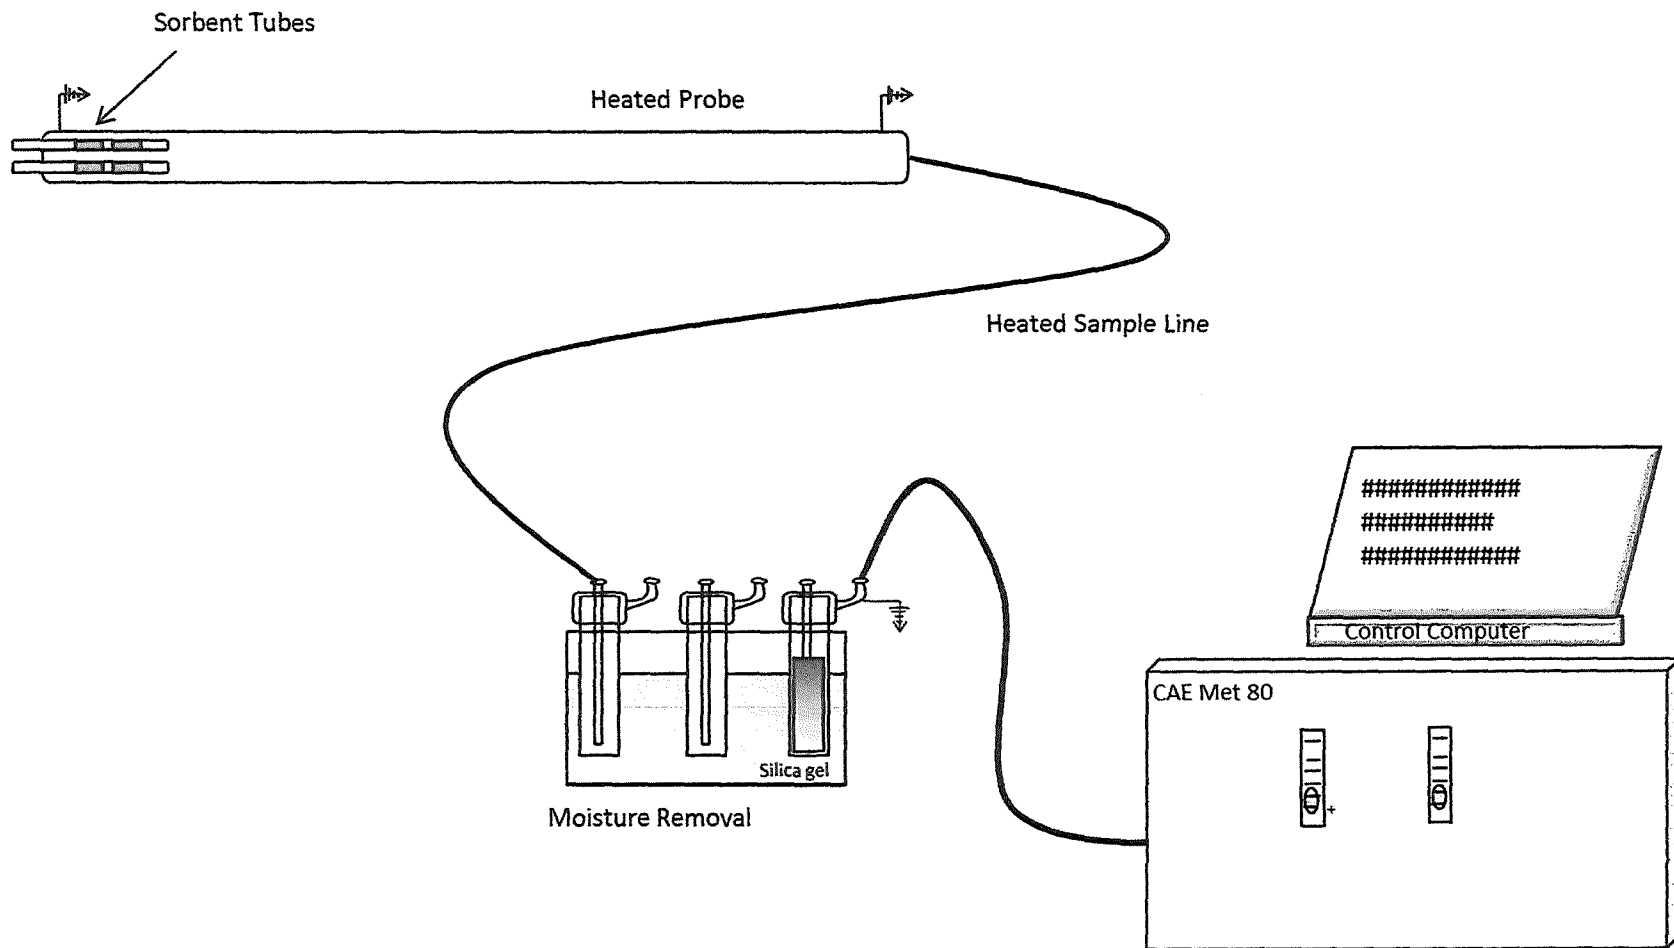 Sorbent Tubes
Heated Probe
Heated Sample Line
############
##########
############
Control Computer
CAE Met 80
Silica gel
Moisture Removal